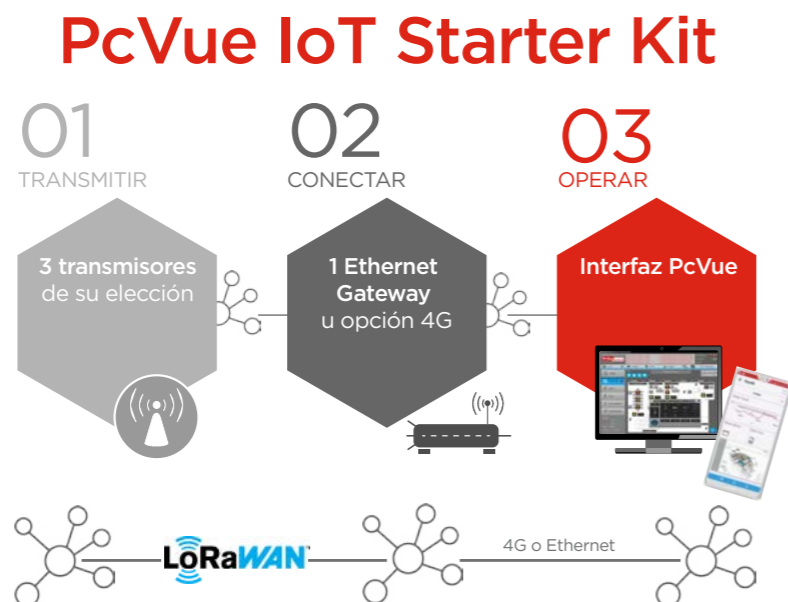 PcVue IoT Starter Kit
01
TRANSMITIR
3 transmisores
de su elección
02
CONECTAR
1 Ethernet
Gateway
u opción 4G
03
OPERAR
Interfaz PcVue
LoRaWAN
4G o Ethernet